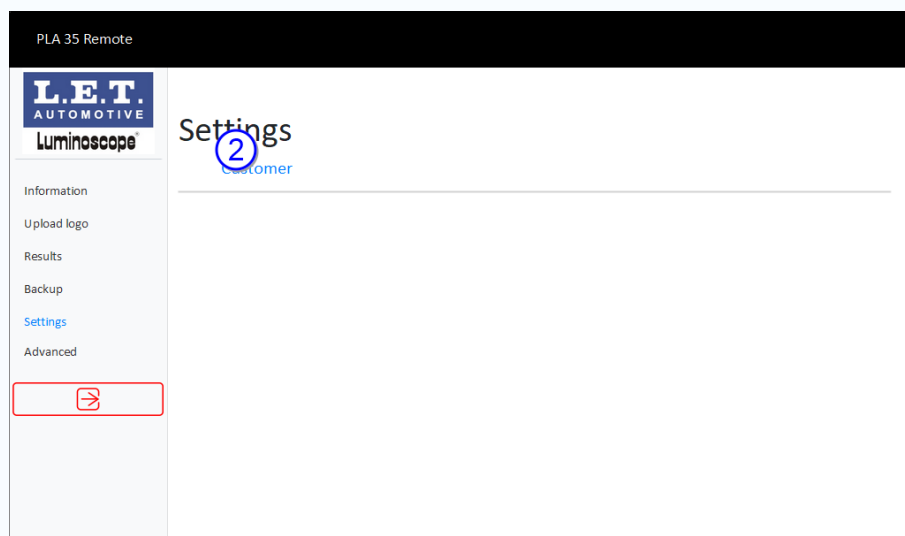 PLA 35 Remote
L.E.T.
AUTOMOTIVE
Luminoscope®
Settings
2
Customer
Information
Upload logo
Results
Backup
Settings
Advanced